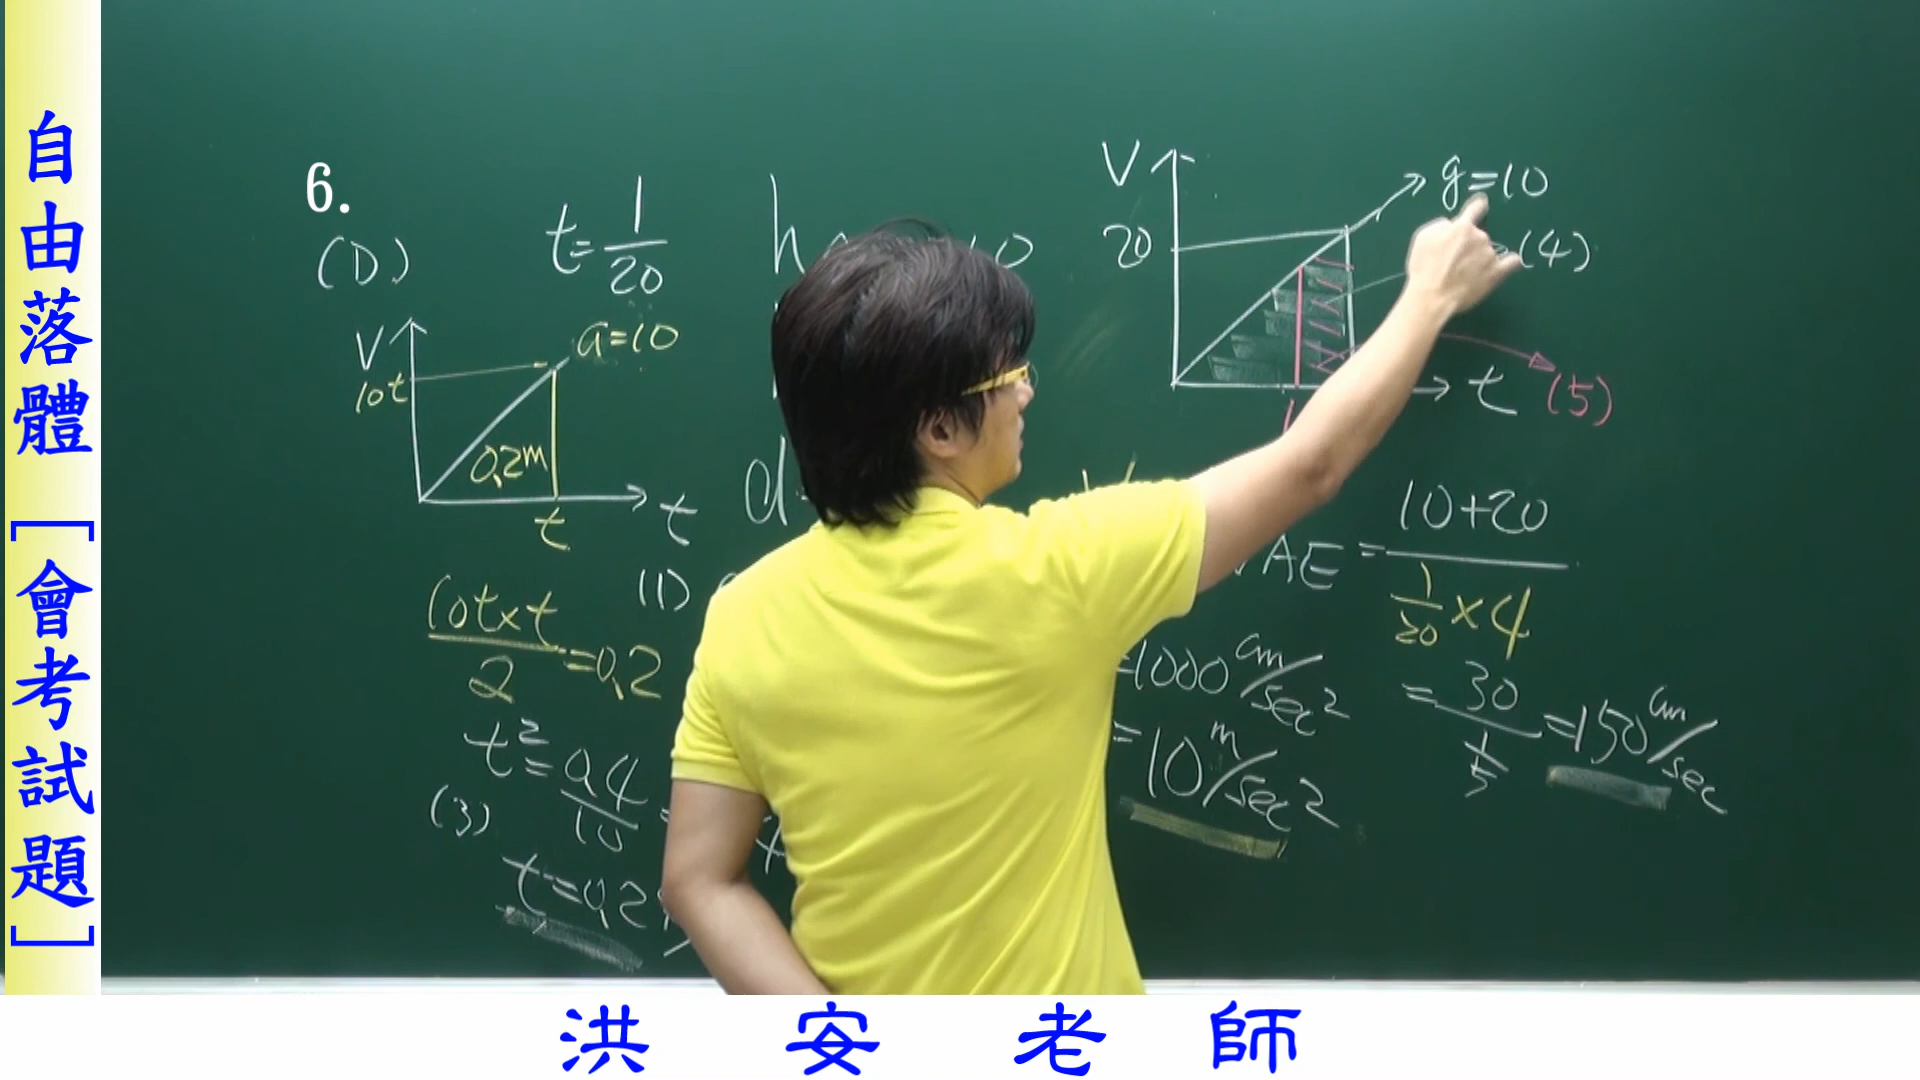 自由落體［會考試題］
6.
(D)
t=1/20
h
V
10t
a=10
0.2m
t
t
10t×t/2=0.2
t²=0.4/10
(3)
t=0.2
(1)
d
V
20
g=10
(4)
t
(5)
AE=(10+20)/(1/20×4)
=1000 cm/sec²
=30/(1/5)=150 cm/sec
=10 m/sec²
洪安老師